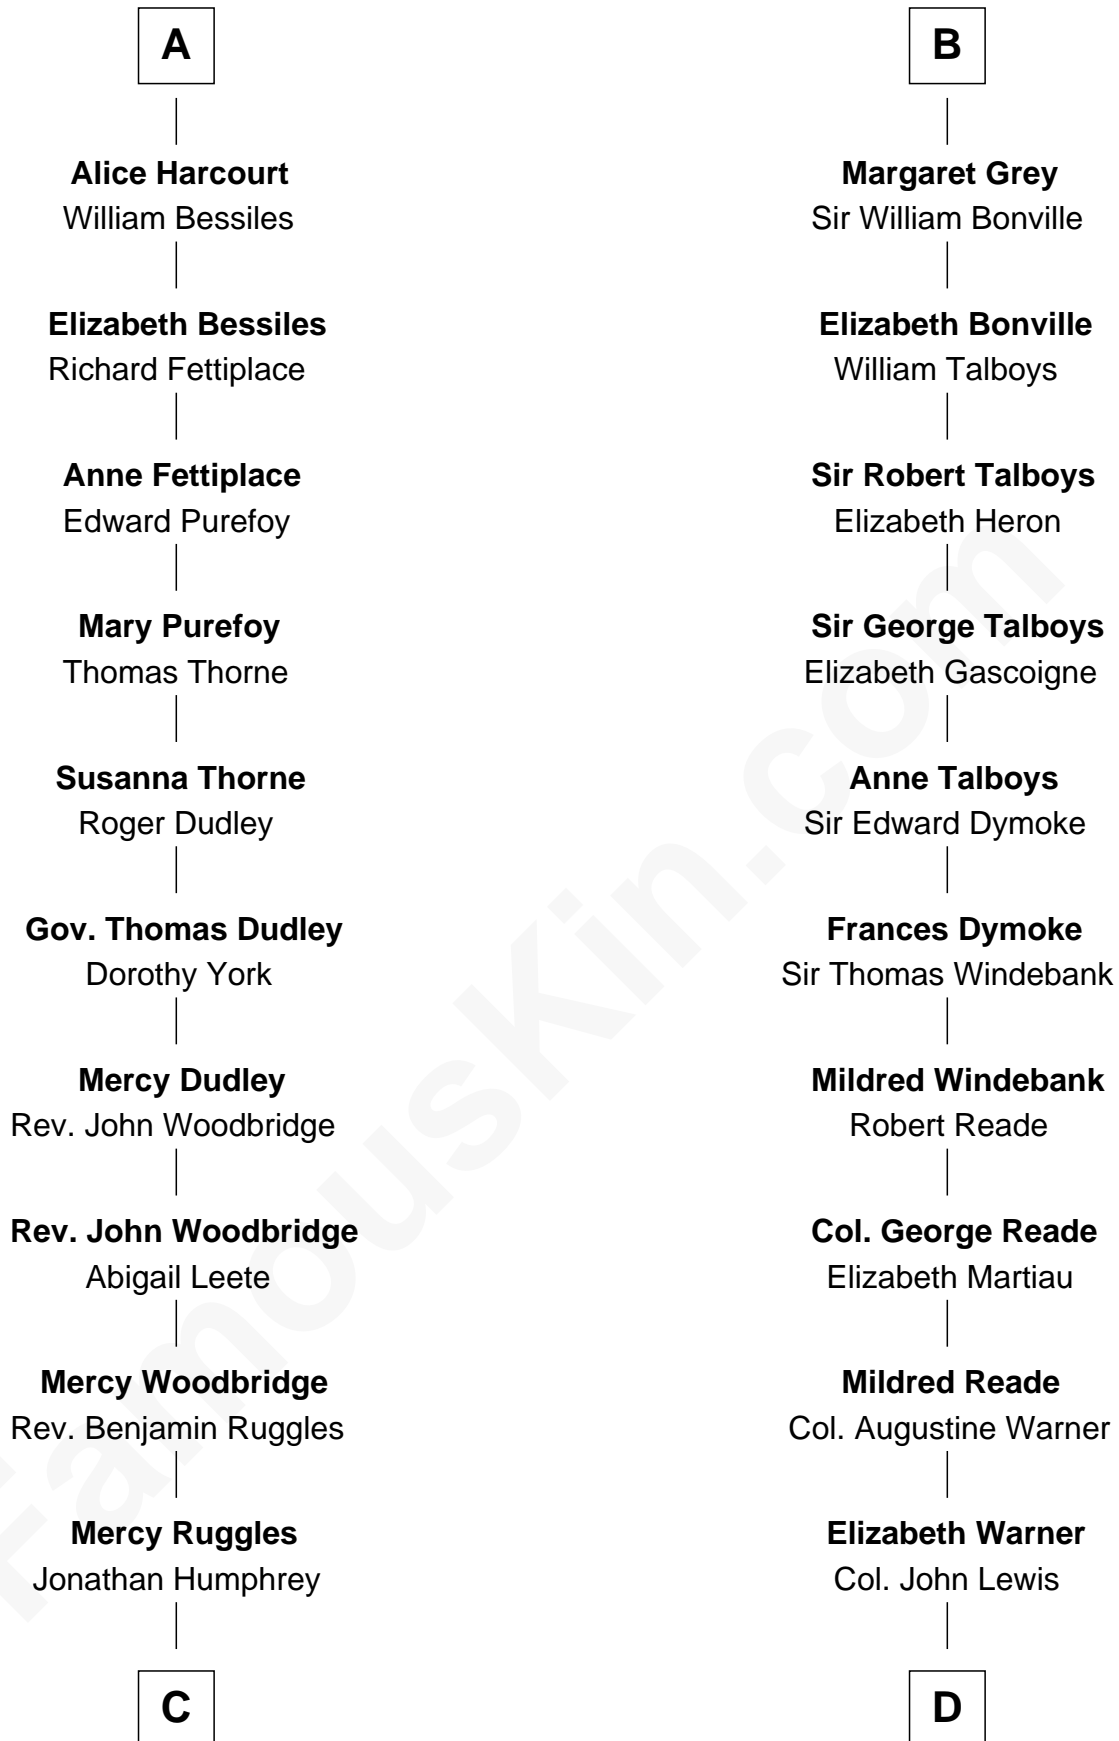 A
Alice Harcourt
William Bessiles
Elizabeth Bessiles
Richard Fettiplace
Anne Fettiplace
Edward Purefoy
Mary Purefoy
Thomas Thorne
Susanna Thorne
Roger Dudley
Gov. Thomas Dudley
Dorothy York
Mercy Dudley
Rev. John Woodbridge
Rev. John Woodbridge
Abigail Leete
Mercy Woodbridge
Rev. Benjamin Ruggles
Mercy Ruggles
Jonathan Humphrey
C
B
Margaret Grey
Sir William Bonville
Elizabeth Bonville
William Talboys
Sir Robert Talboys
Elizabeth Heron
Sir George Talboys
Elizabeth Gascoigne
Anne Talboys
Sir Edward Dymoke
Frances Dymoke
Sir Thomas Windebank
Mildred Windebank
Robert Reade
Col. George Reade
Elizabeth Martiau
Mildred Reade
Col. Augustine Warner
Elizabeth Warner
Col. John Lewis
D
FamousKin.com